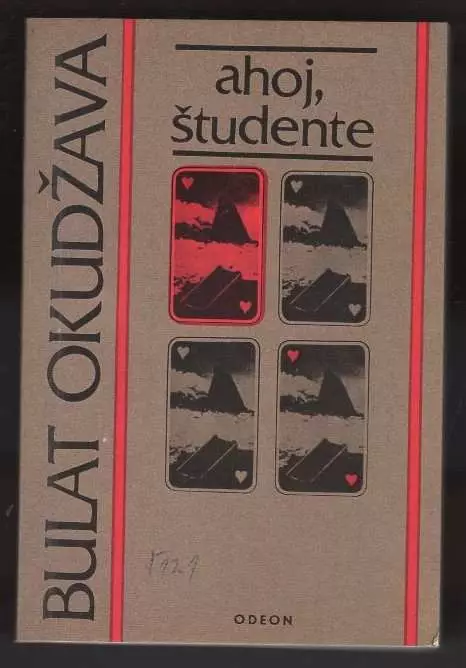 BULAT OKUDŽAVA
ahoj,
študente
ODEON